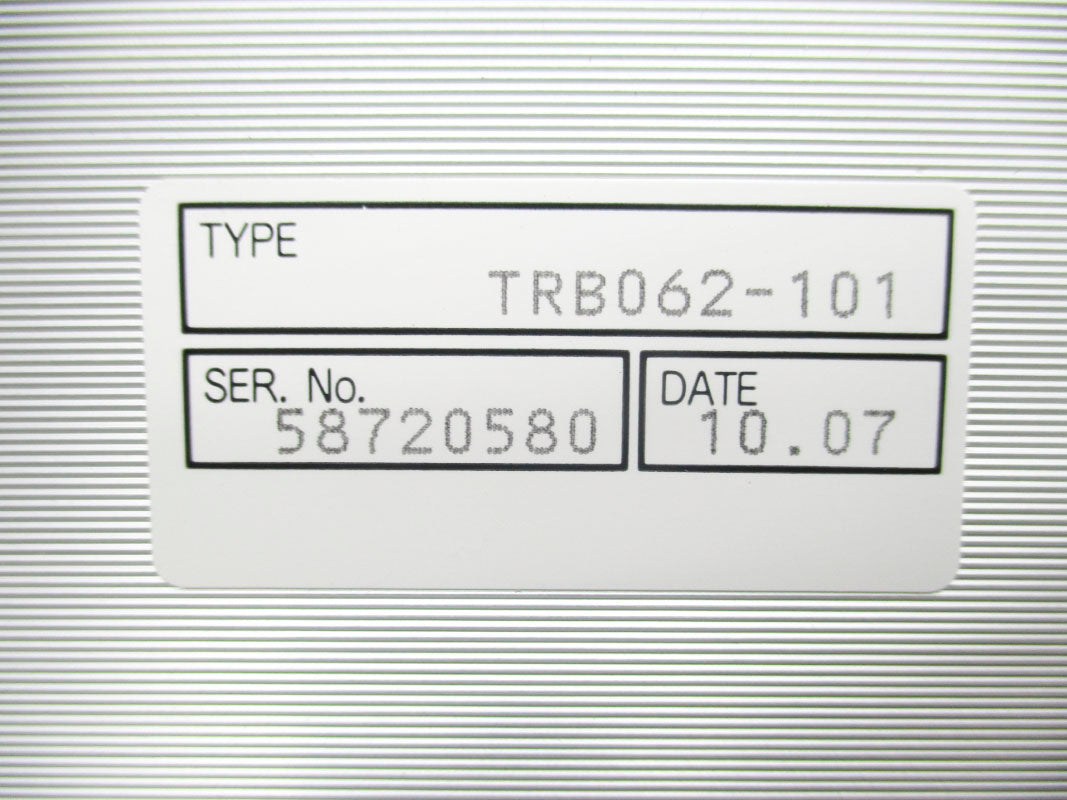 TYPE
TRB062-101
SER. No.
58720580
DATE
10.07